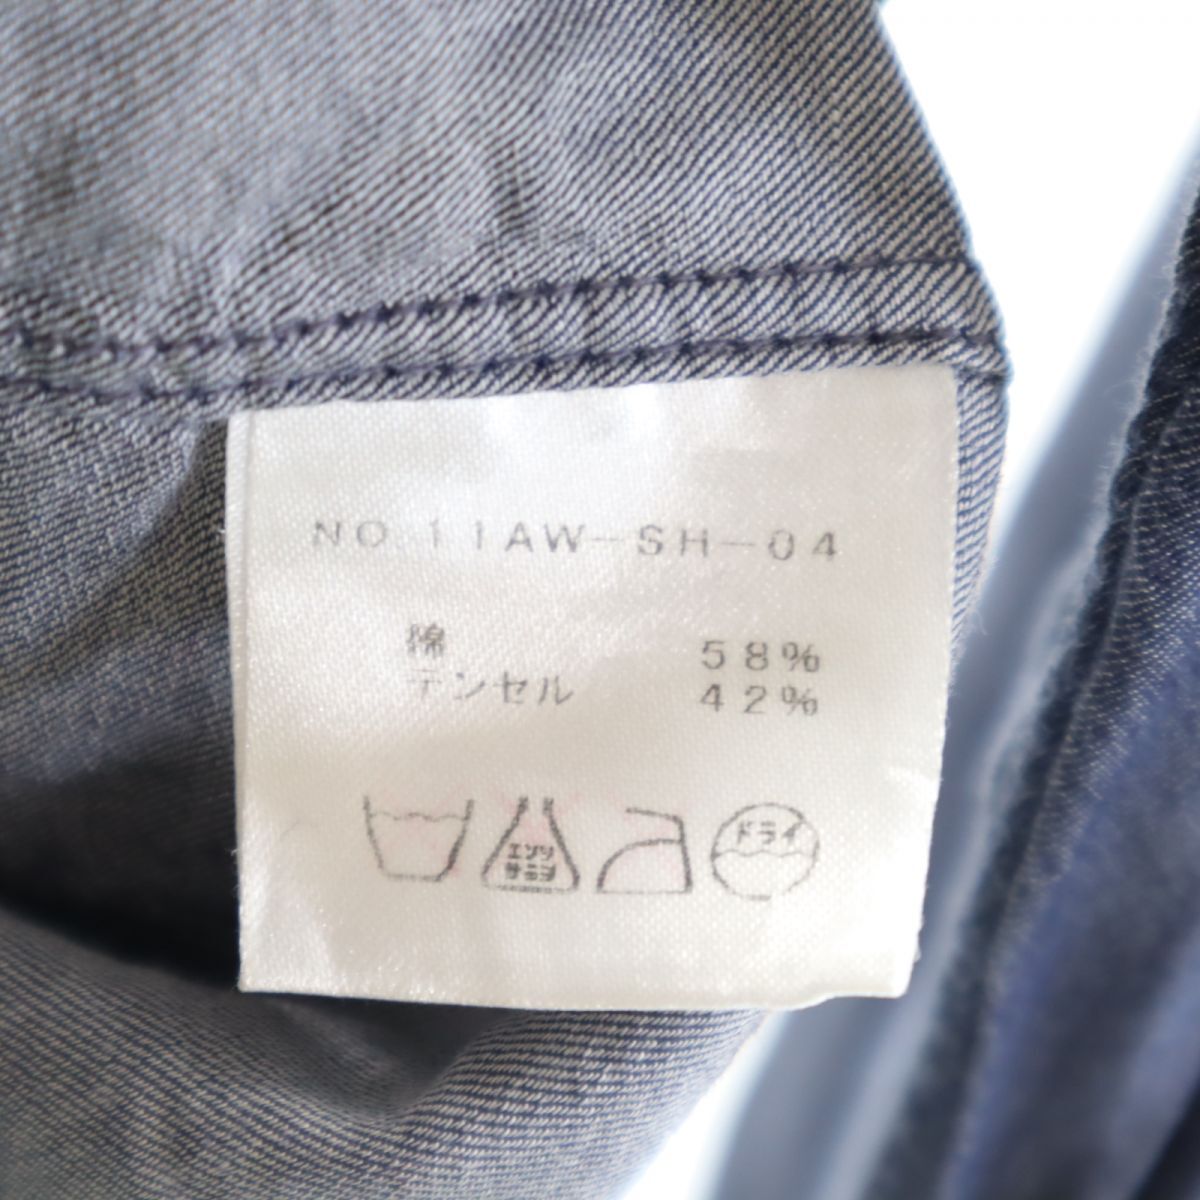 NO.11AW-SH-04
綿 58%
テンセル 42%
エンソ
サラシ
ドライ